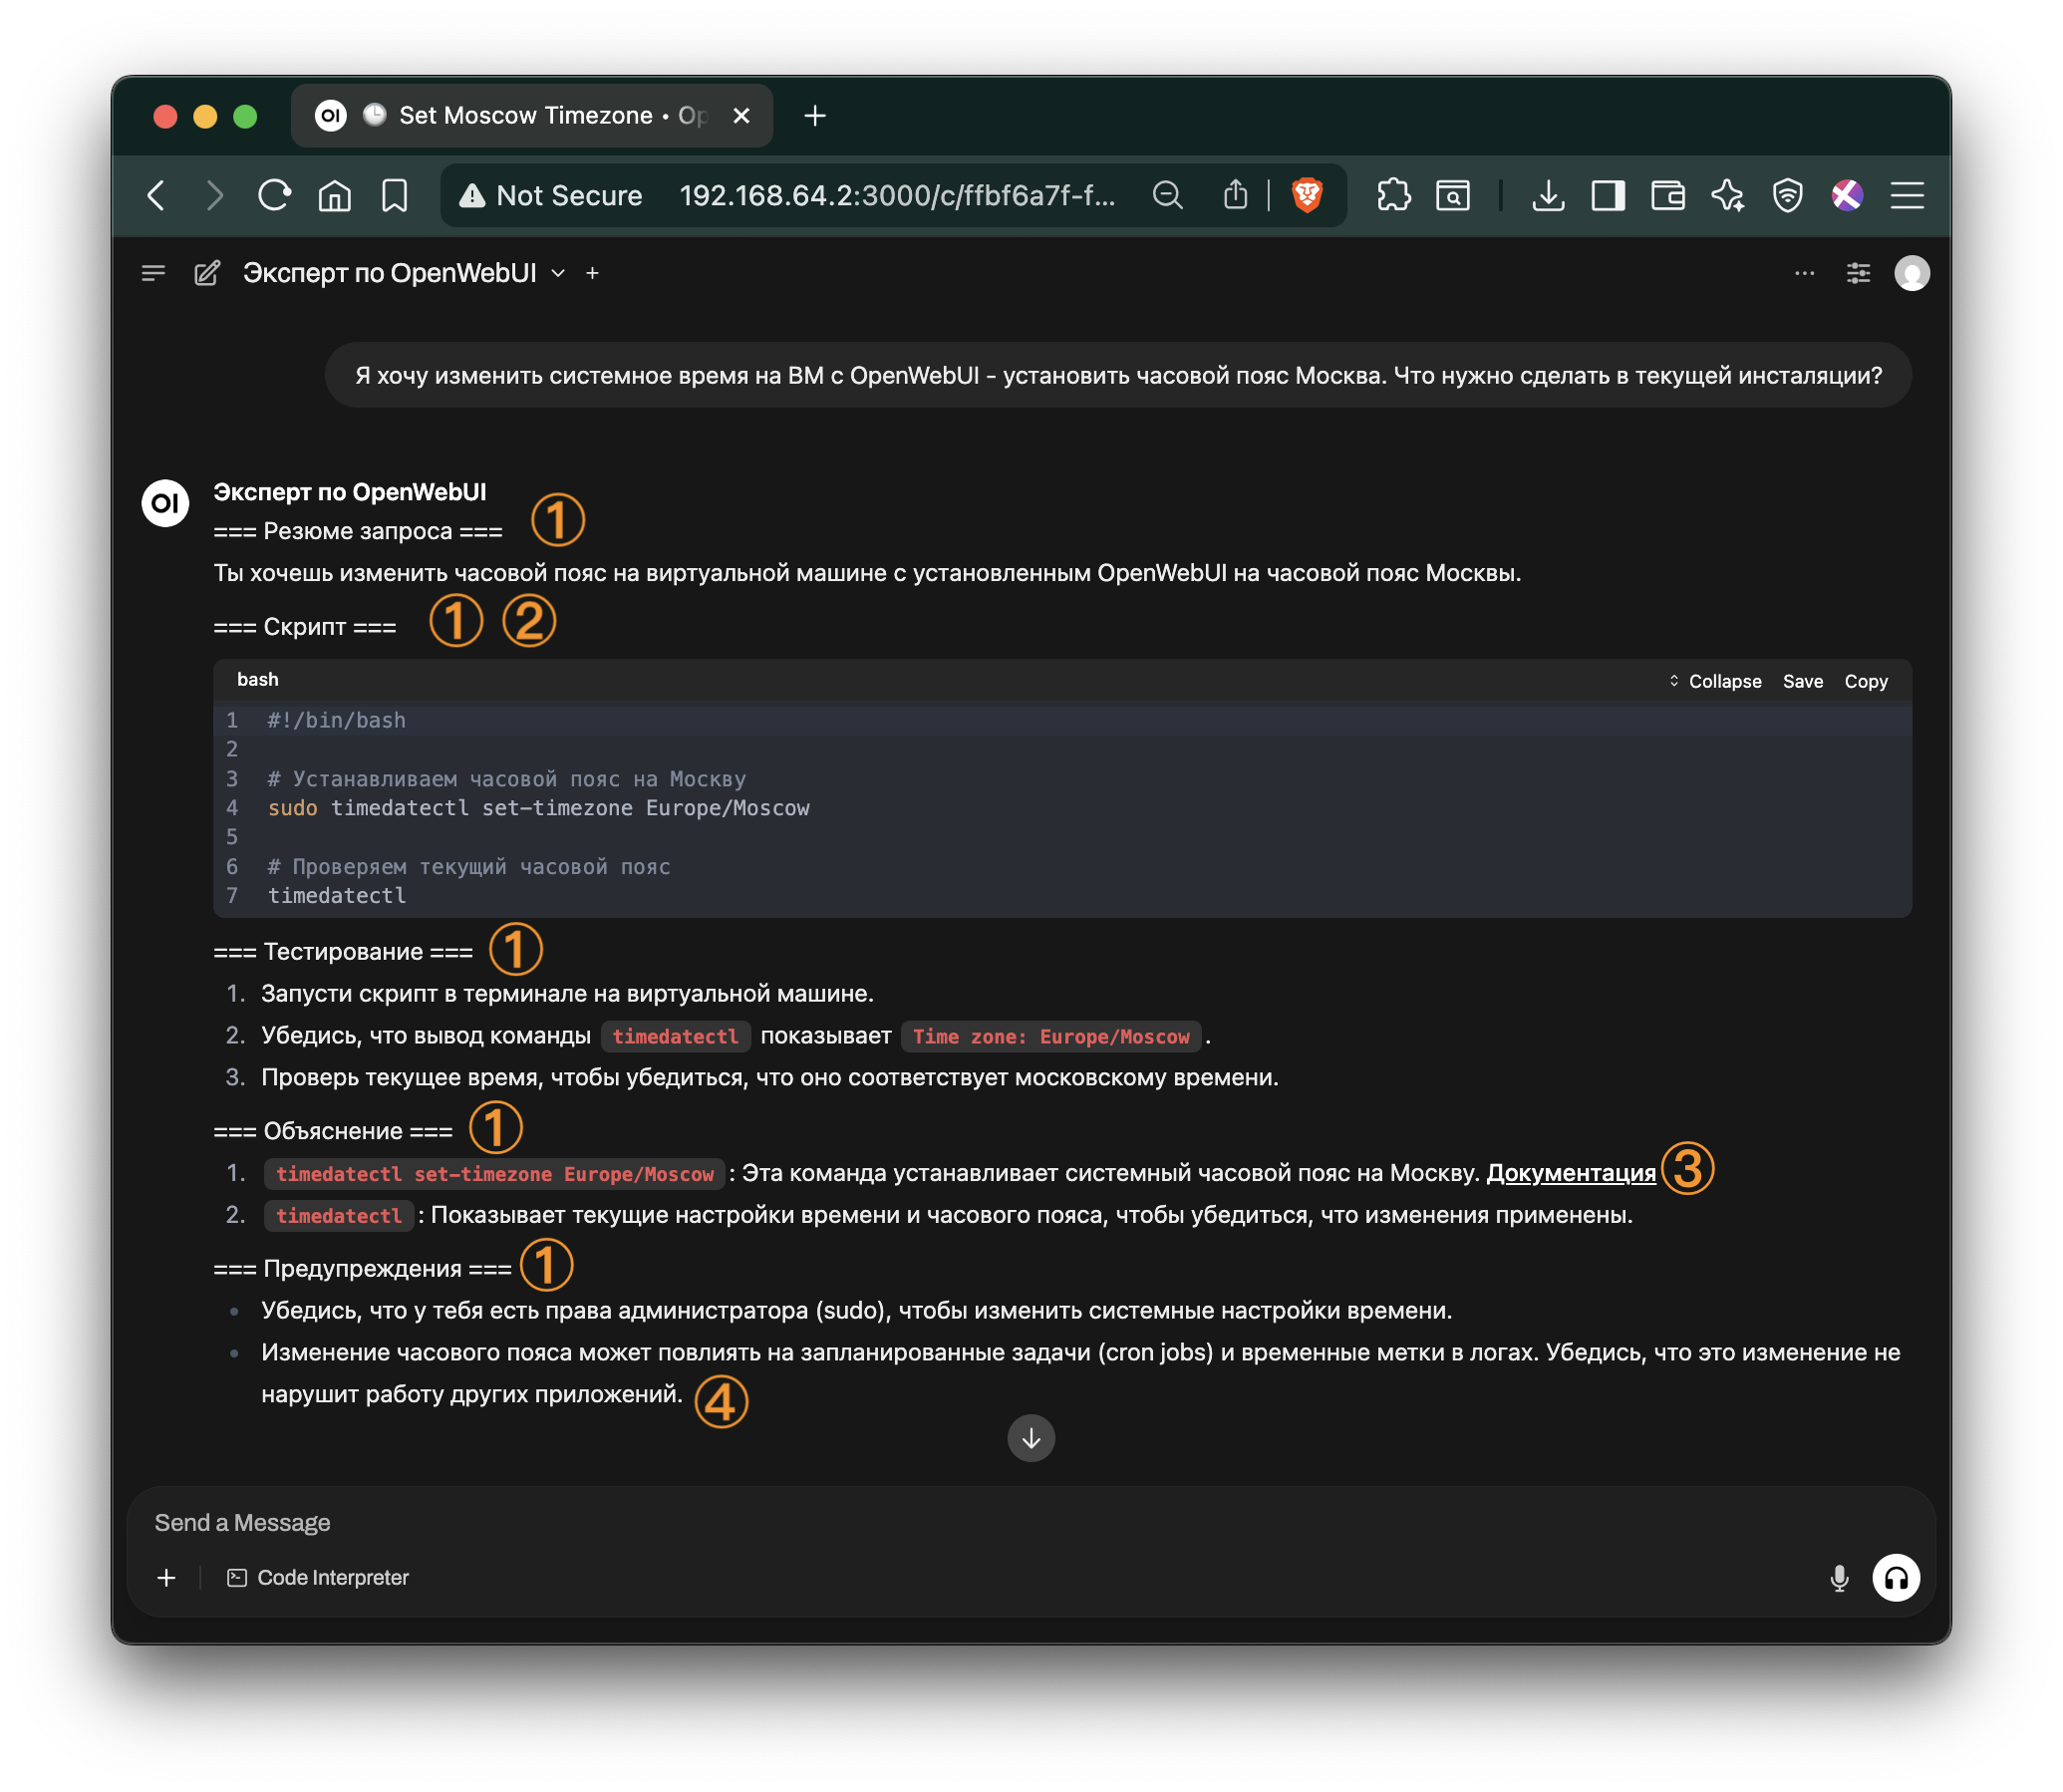 OI Set Moscow Timezone • Op
Not Secure 192.168.64.2:3000/c/ffbf6a7f-f...
Эксперт по OpenWebUI
Я хочу изменить системное время на ВМ с OpenWebUI - установить часовой пояс Москва. Что нужно сделать в текущей инсталяции?
OI Эксперт по OpenWebUI
=== Резюме запроса === ①
Ты хочешь изменить часовой пояс на виртуальной машине с установленным OpenWebUI на часовой пояс Москвы.
=== Скрипт === ① ②
bash Collapse Save Copy
1 #!/bin/bash
2
3 # Устанавливаем часовой пояс на Москву
4 sudo timedatectl set-timezone Europe/Moscow
5
6 # Проверяем текущий часовой пояс
7 timedatectl
=== Тестирование === ①
1. Запусти скрипт в терминале на виртуальной машине.
2. Убедись, что вывод команды timedatectl показывает Time zone: Europe/Moscow .
3. Проверь текущее время, чтобы убедиться, что оно соответствует московскому времени.
=== Объяснение === ①
1. timedatectl set-timezone Europe/Moscow : Эта команда устанавливает системный часовой пояс на Москву. Документация ③
2. timedatectl : Показывает текущие настройки времени и часового пояса, чтобы убедиться, что изменения применены.
=== Предупреждения === ①
• Убедись, что у тебя есть права администратора (sudo), чтобы изменить системные настройки времени.
• Изменение часового пояса может повлиять на запланированные задачи (cron jobs) и временные метки в логах. Убедись, что это изменение не
нарушит работу других приложений. ④
Send a Message
Code Interpreter